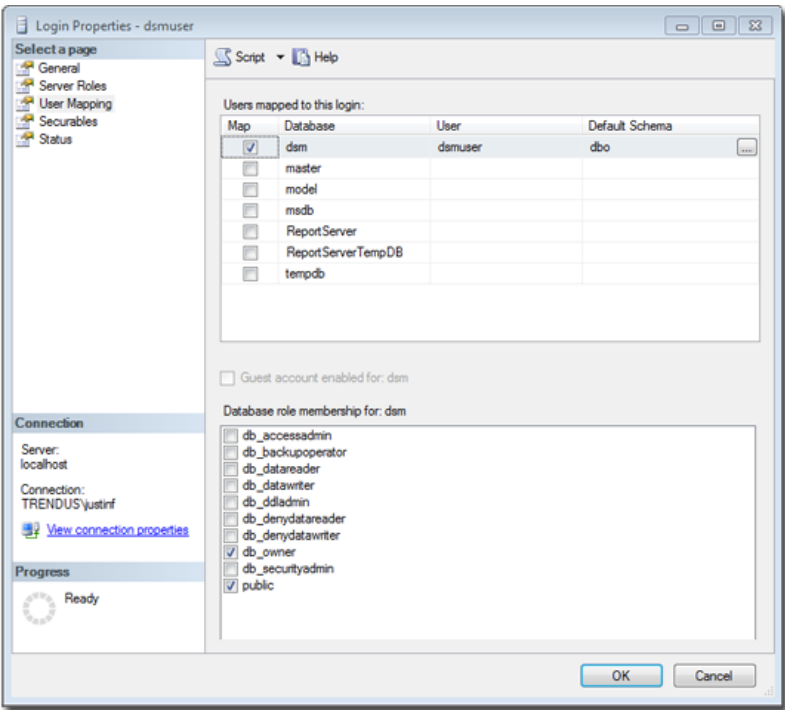 Login Properties - dsmuser
Select a page
General
Server Roles
User Mapping
Securables
Status
Script Help
Users mapped to this login:
Map Database User Default Schema
dsm dsmuser dbo ...
master
model
msdb
ReportServer
ReportServerTempDB
tempdb
Guest account enabled for: dsm
Database role membership for: dsm
db_accessadmin
db_backupoperator
db_datareader
db_datawriter
db_ddladmin
db_denydatareader
db_denydatawriter
db_owner
db_securityadmin
public
Connection
Server:
localhost
Connection:
TRENDUS\justinf
View connection properties
Progress
Ready
OK Cancel